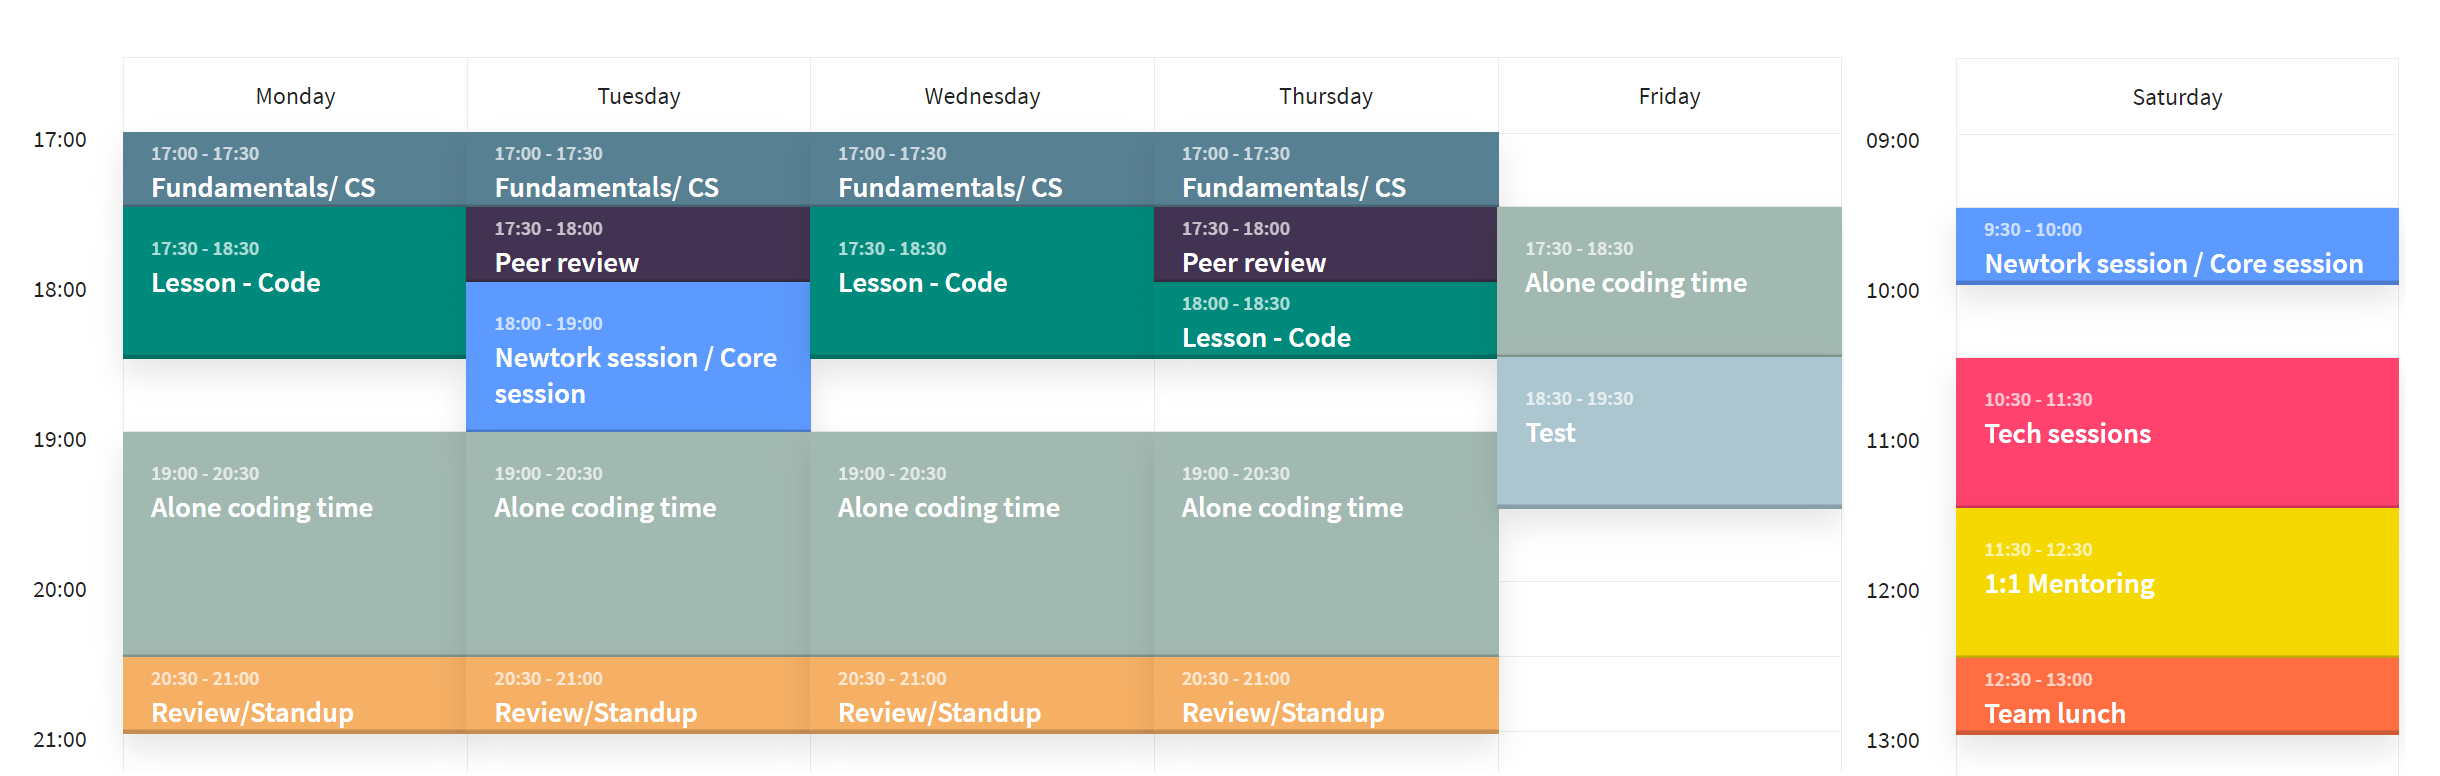 Monday
Tuesday
Wednesday
Thursday
Friday
Saturday
17:00
18:00
19:00
20:00
21:00
17:00 - 17:30
Fundamentals/ CS
17:30 - 18:30
Lesson - Code
19:00 - 20:30
Alone coding time
20:30 - 21:00
Review/Standup
17:00 - 17:30
Fundamentals/ CS
17:30 - 18:00
Peer review
18:00 - 19:00
Newtork session / Core
session
19:00 - 20:30
Alone coding time
20:30 - 21:00
Review/Standup
17:00 - 17:30
Fundamentals/ CS
17:30 - 18:30
Lesson - Code
19:00 - 20:30
Alone coding time
20:30 - 21:00
Review/Standup
17:00 - 17:30
Fundamentals/ CS
17:30 - 18:00
Peer review
18:00 - 18:30
Lesson - Code
19:00 - 20:30
Alone coding time
20:30 - 21:00
Review/Standup
17:30 - 18:30
Alone coding time
18:30 - 19:30
Test
09:00
10:00
11:00
12:00
13:00
9:30 - 10:00
Newtork session / Core session
10:30 - 11:30
Tech sessions
11:30 - 12:30
1:1 Mentoring
12:30 - 13:00
Team lunch